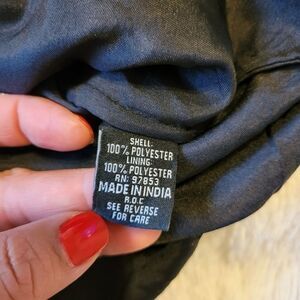 SHELL:
100% POLYESTER
LINING:
100% POLYESTER
RN: 97853
MADE IN INDIA
R.O.C
SEE REVERSE
FOR CARE